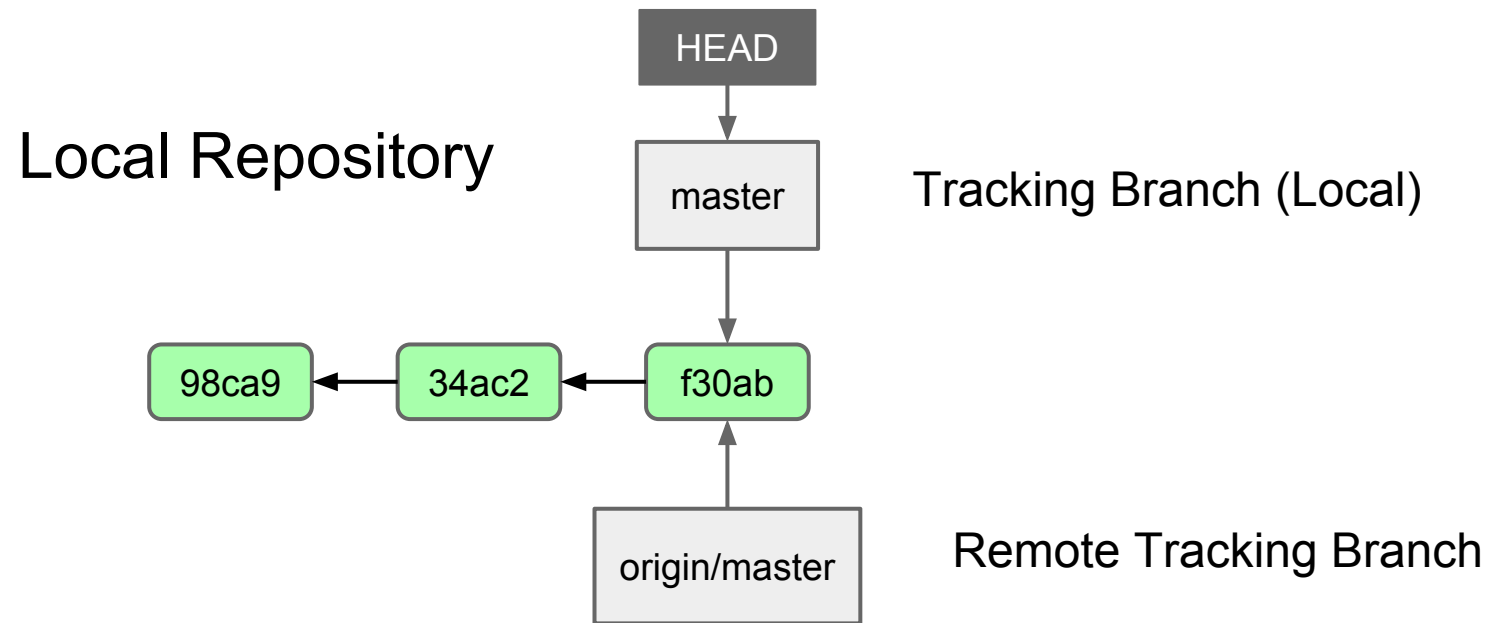 HEAD
Local Repository
master
Tracking Branch (Local)
98ca9
34ac2
f30ab
origin/master
Remote Tracking Branch